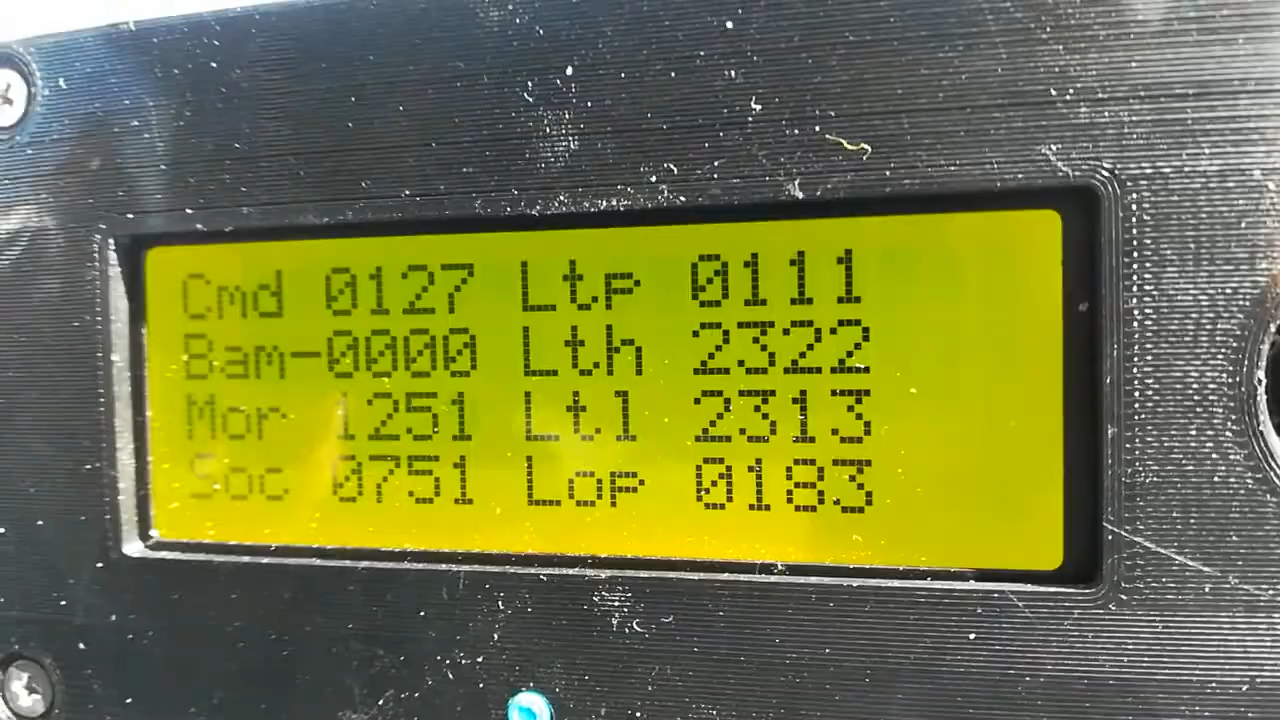 Cmd 0127 Ltp 0111
Bam-0000 Lth 2322
Mor 1251 Ltl 2313
Soc 0751 Lop 0183